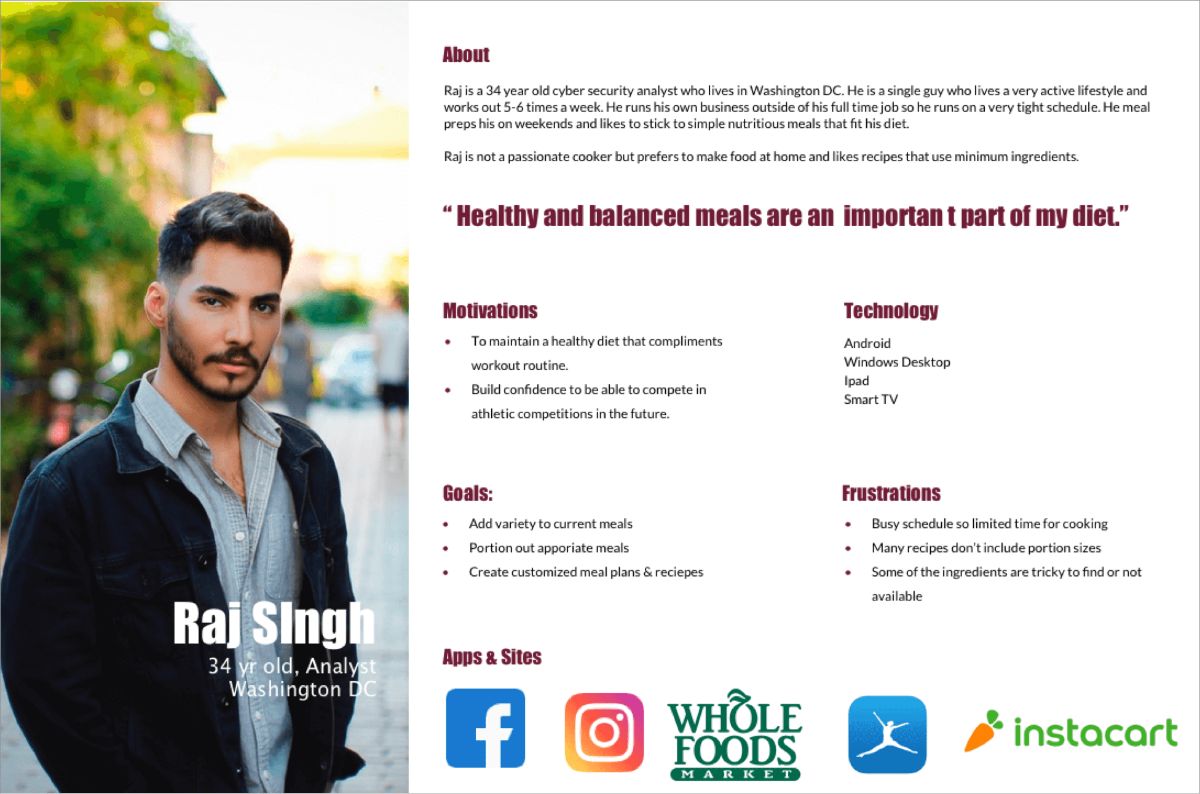 Raj SIngh
34 yr old, Analyst
Washington DC
About
Raj is a 34 year old cyber security analyst who lives in Washington DC. He is a single guy who lives a very active lifestyle and
works out 5-6 times a week. He runs his own business outside of his full time job so he runs on a very tight schedule. He meal
preps his on weekends and likes to stick to simple nutritious meals that fit his diet.
Raj is not a passionate cooker but prefers to make food at home and likes recipes that use minimum ingredients.
“ Healthy and balanced meals are an importan t part of my diet.”
Motivations
• To maintain a healthy diet that compliments
workout routine.
• Build confidence to be able to compete in
athletic competitions in the future.
Technology
Android
Windows Desktop
Ipad
Smart TV
Goals:
• Add variety to current meals
• Portion out apporiate meals
• Create customized meal plans & reciepes
Frustrations
• Busy schedule so limited time for cooking
• Many recipes don't include portion sizes
• Some of the ingredients are tricky to find or not
available
Apps & Sites
f
WHOLE
FOODS
MARKET
instacart